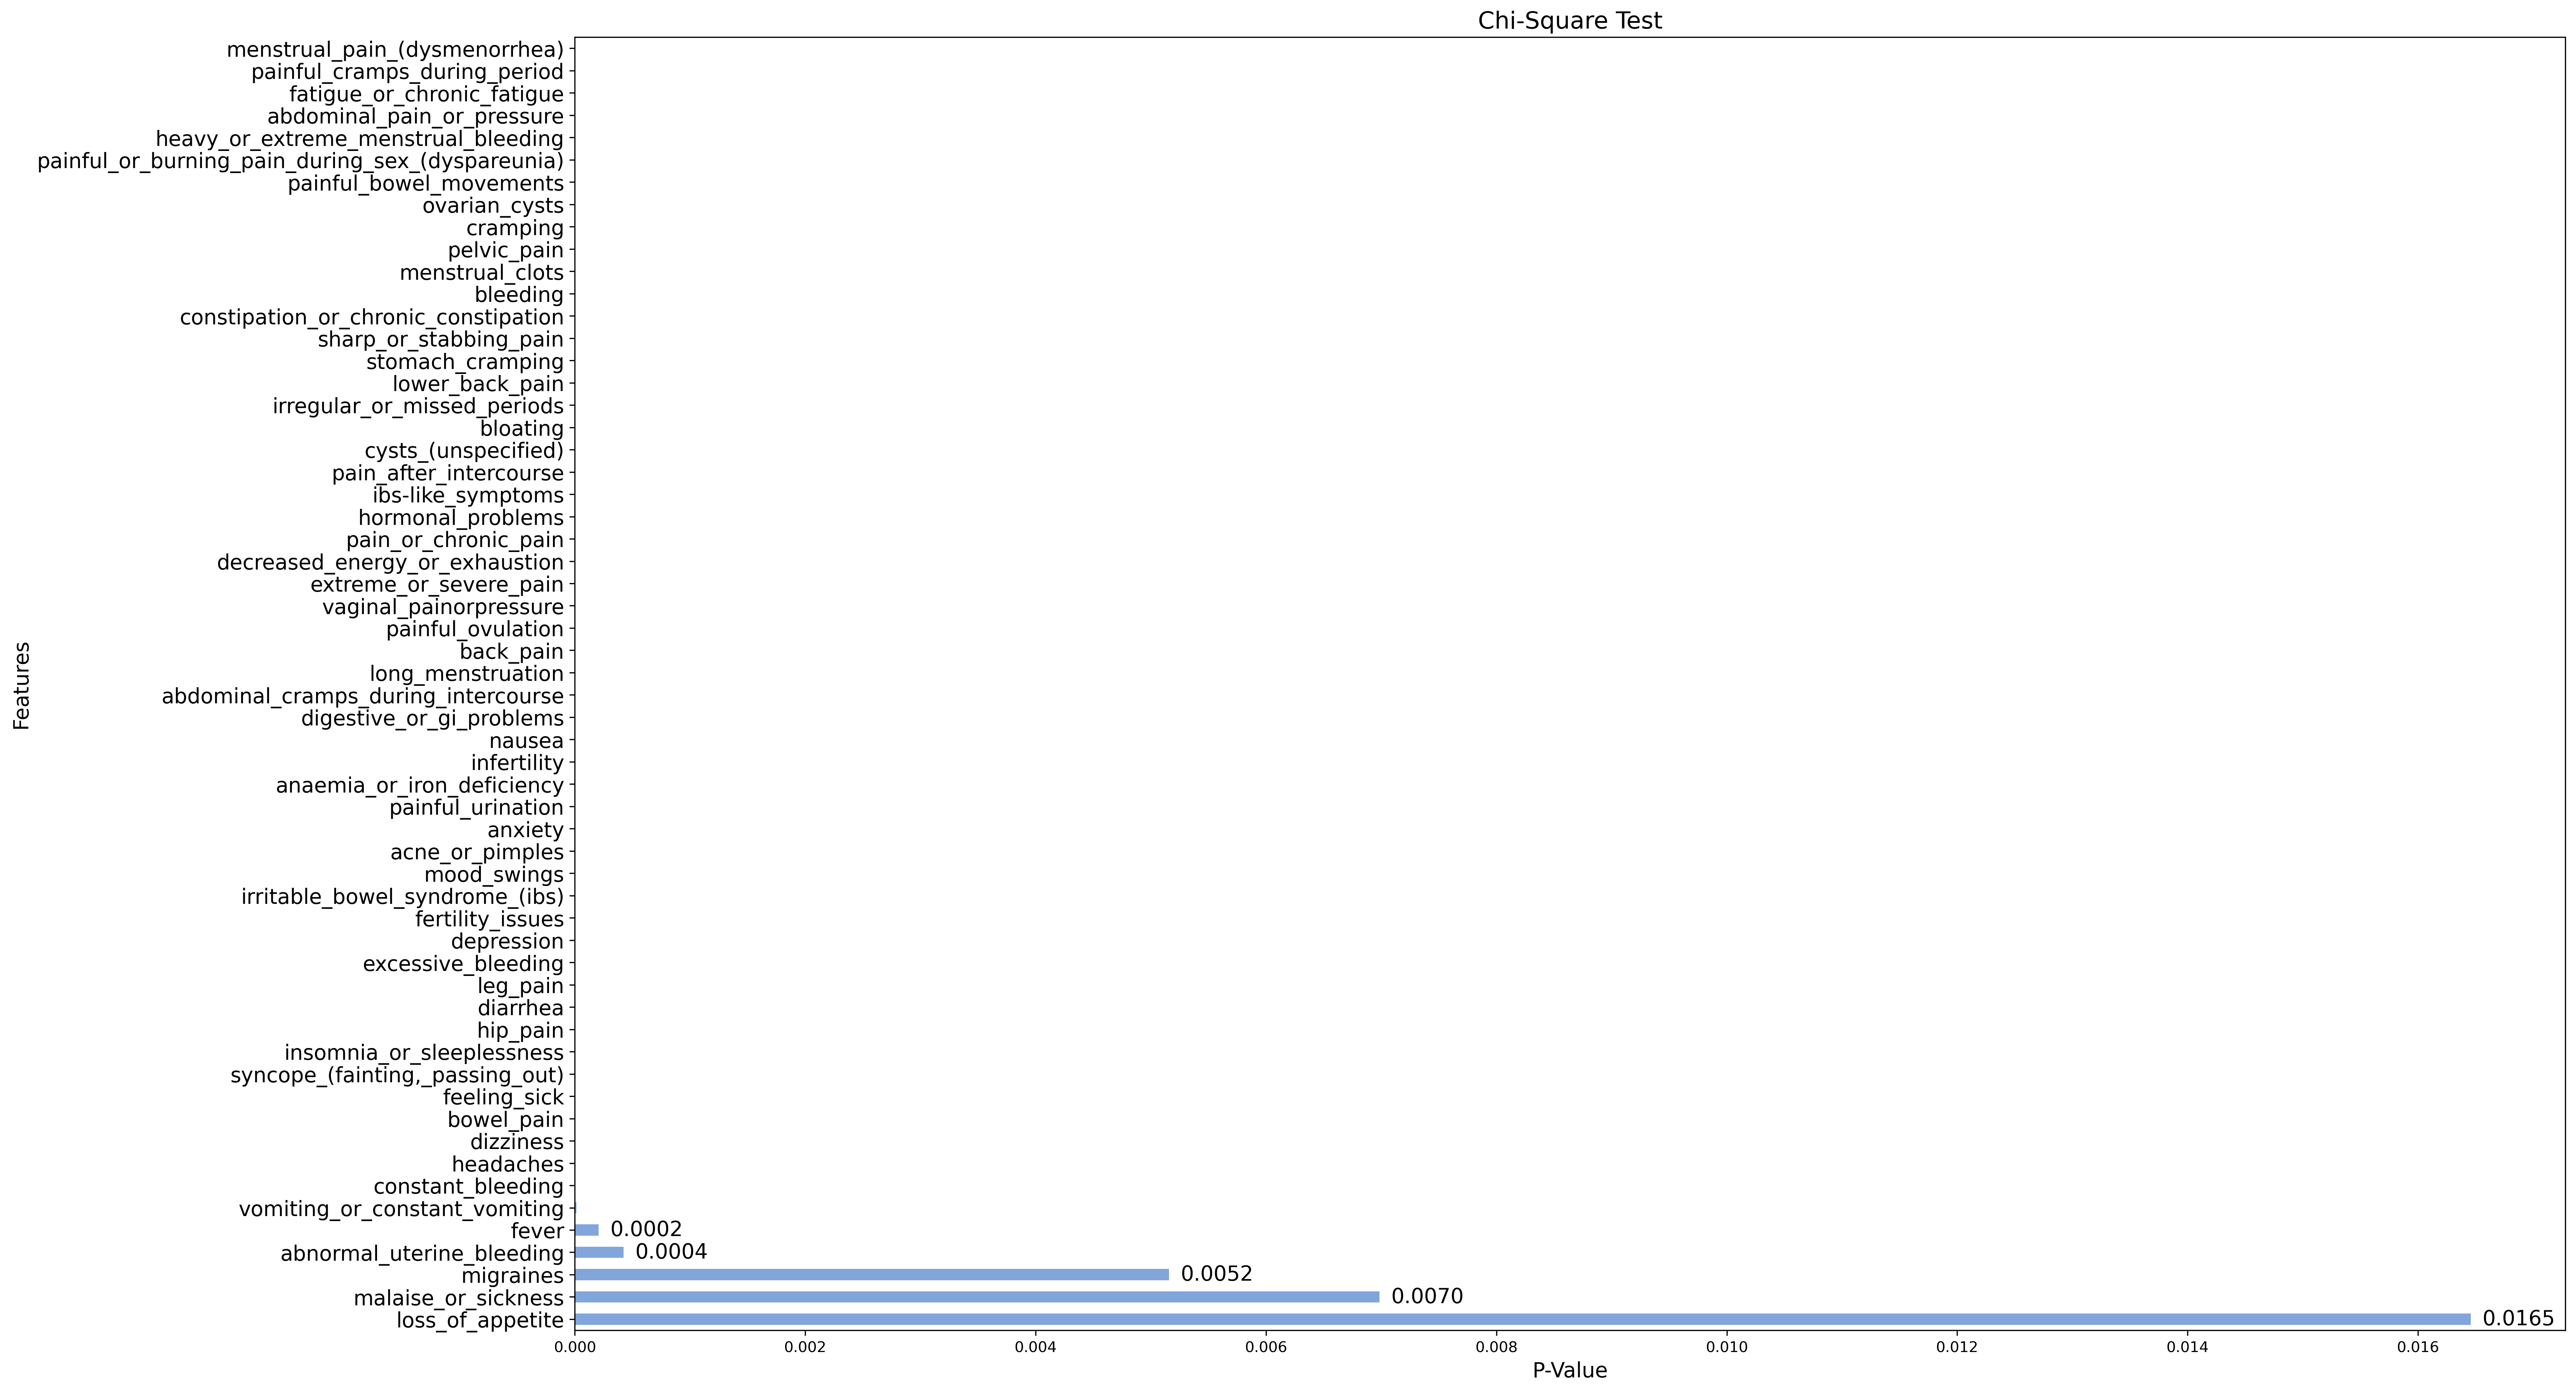 Chi-Square Test
menstrual_pain_(dysmenorrhea)
painful_cramps_during_period
fatigue_or_chronic_fatigue
abdominal_pain_or_pressure
heavy_or_extreme_menstrual_bleeding
painful_or_burning_pain_during_sex_(dyspareunia)
painful_bowel_movements
ovarian_cysts
cramping
pelvic_pain
menstrual_clots
bleeding
constipation_or_chronic_constipation
sharp_or_stabbing_pain
stomach_cramping
lower_back_pain
irregular_or_missed_periods
bloating
cysts_(unspecified)
pain_after_intercourse
ibs-like_symptoms
hormonal_problems
pain_or_chronic_pain
decreased_energy_or_exhaustion
extreme_or_severe_pain
vaginal_painorpressure
painful_ovulation
back_pain
long_menstruation
abdominal_cramps_during_intercourse
digestive_or_gi_problems
nausea
infertility
anaemia_or_iron_deficiency
painful_urination
anxiety
acne_or_pimples
mood_swings
irritable_bowel_syndrome_(ibs)
fertility_issues
depression
excessive_bleeding
leg_pain
diarrhea
hip_pain
insomnia_or_sleeplessness
syncope_(fainting,_passing_out)
feeling_sick
bowel_pain
dizziness
headaches
constant_bleeding
vomiting_or_constant_vomiting
fever 0.0002
abnormal_uterine_bleeding 0.0004
migraines 0.0052
malaise_or_sickness 0.0070
loss_of_appetite 0.0165
Features
0.000 0.002 0.004 0.006 0.008 0.010 0.012 0.014 0.016
P-Value